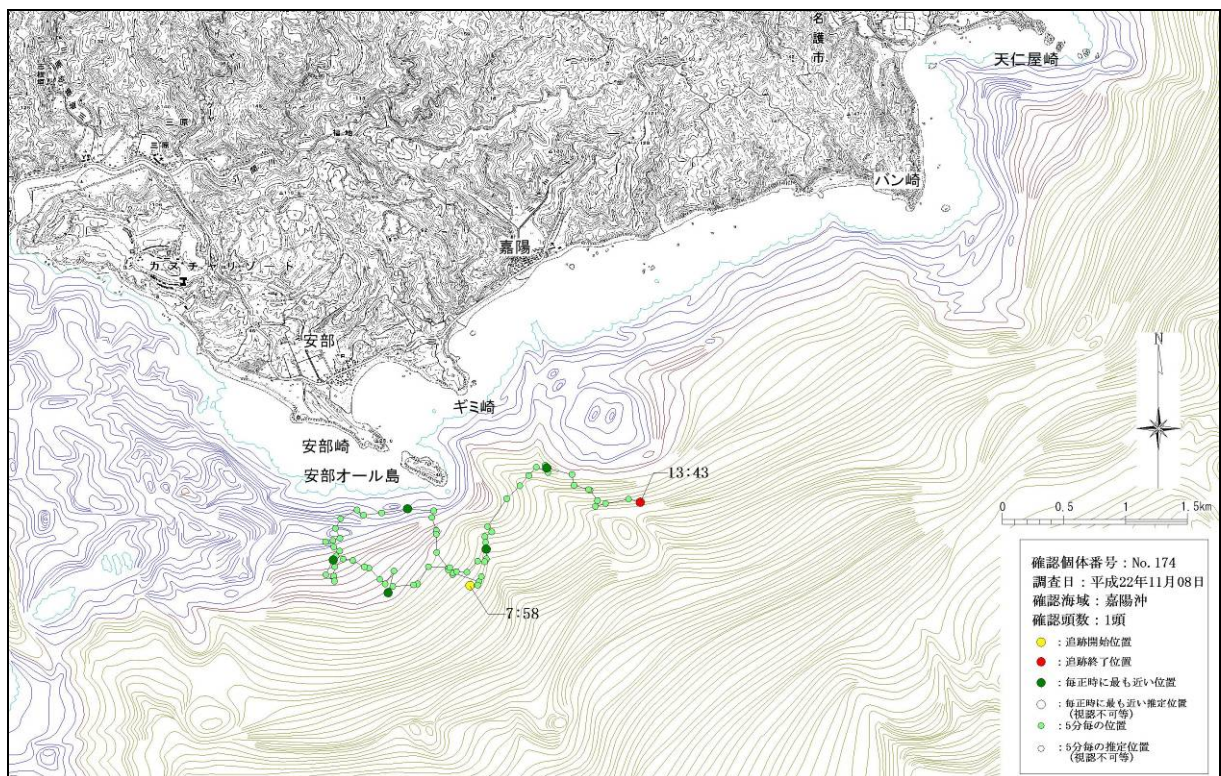 名護市
天仁屋崎
バン崎
三原
三原
福地
嘉陽
カヌチャリゾート
安部
ギミ崎
安部崎
安部オール島
13:43
7:58
N
0 0.5 1 1.5km
確認個体番号：No.174
調査日：平成22年11月08日
確認海域：嘉陽沖
確認頭数：1頭
：追跡開始位置
：追跡終了位置
：毎正時に最も近い位置
：毎正時に最も近い推定位置
(視認不可等)
：5分毎の位置
：5分毎の推定位置
(視認不可等)